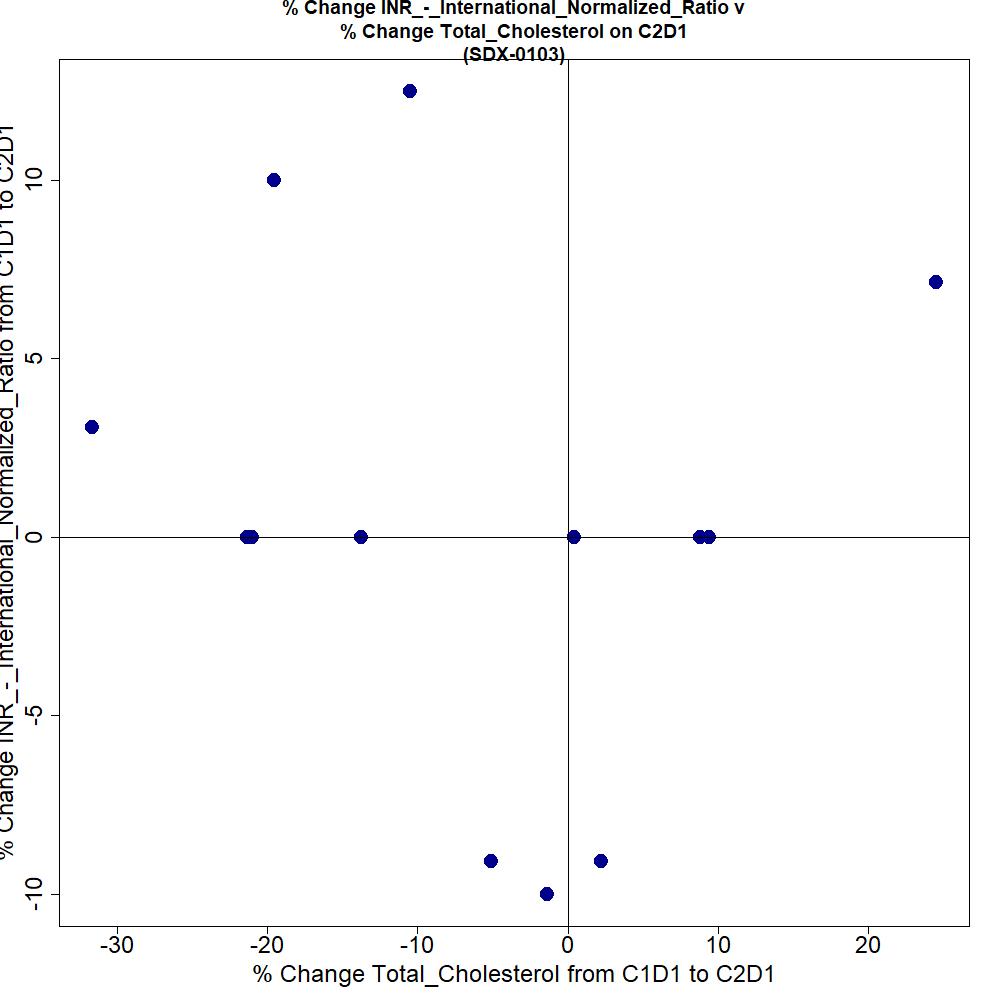 % Change INR_-_International_Normalized_Ratio v
% Change Total_Cholesterol on C2D1
(SDX-0103)
% Change INR_-_International_Normalized_Ratio from C1D1 to C2D1
10
5
0
-5
-10
-30
-20
-10
0
10
20
% Change Total_Cholesterol from C1D1 to C2D1